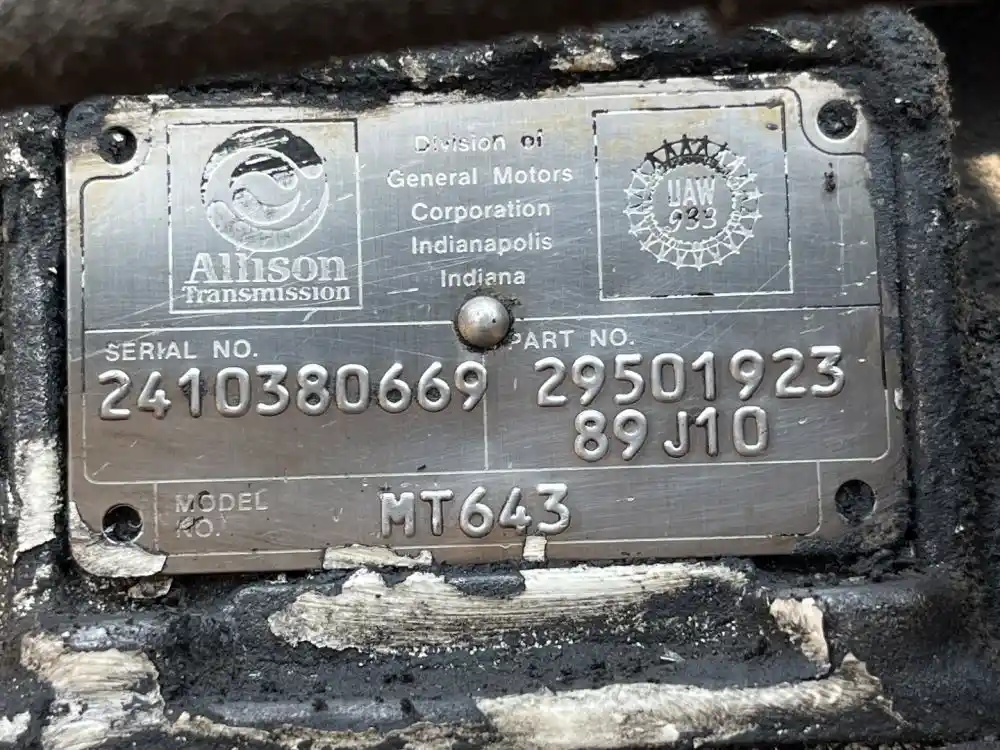 Allison
Transmission
Division of
General Motors
Corporation
Indianapolis
Indiana
UAW
933
SERIAL NO.
2410380669
PART NO.
29501923
89J10
MODEL
NO.
MT643